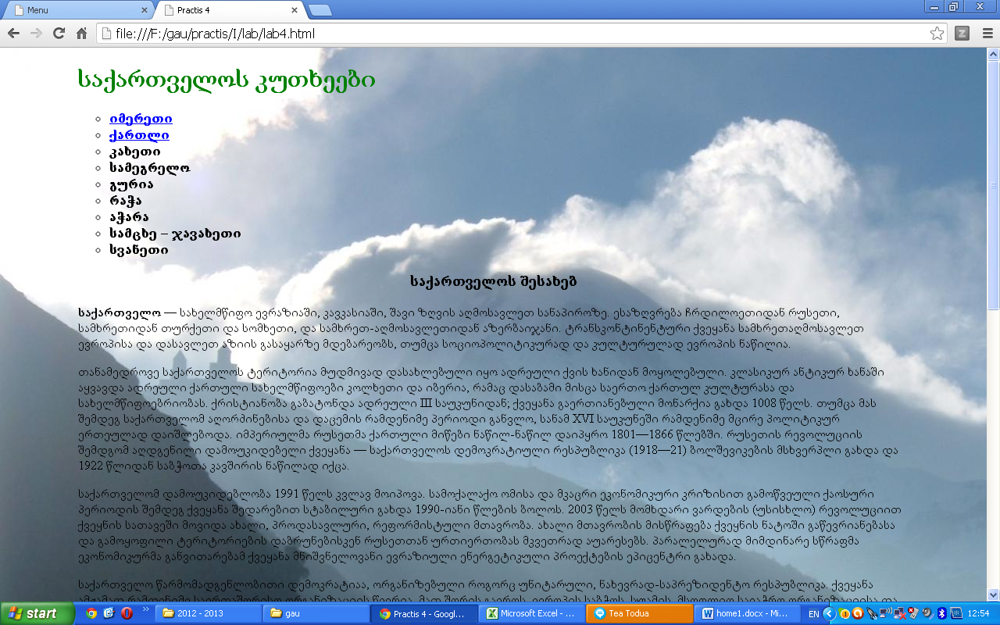 Menu
Practis 4
file:///F:/gau/practis/I/lab/lab4.html
საქართველოს კუთხეები
იმერეთი
ქართლი
კახეთი
სამეგრელო
გურია
რაჭა
აჭარა
სამცხე – ჯავახეთი
სვანეთი
საქართველოს შესახებ
საქართველო — სახელმწიფო ევრაზიაში, კავკასიაში, შავი ზღვის აღმოსავლეთ სანაპიროზე. ესაზღვრება ჩრდილოეთიდან რუსეთი,
სამხრეთიდან თურქეთი და სომხეთი, და სამხრეთ-აღმოსავლეთიდან აზერბაიჯანი. ტრანსკონტინენტური ქვეყანა სამხრეთაღმოსავლეთ
ევროპისა და დასავლეთ აზიის გასაყარზე მდებარეობს, თუმცა სოციოპოლიტიკურად და კულტურულად ევროპის ნაწილია.
თანამედროვე საქართველოს ტერიტორია მუდმივად დასახლებული იყო ადრეული ქვის ხანიდან მოყოლებული. კლასიკურ ანტიკურ ხანაში
აყვავდა ადრეული ქართული სახელმწიფოები კოლხეთი და იბერია, რამაც დასაბამი მისცა საერთო ქართულ კულტურასა და
სახელმწიფოებრიობას. ქრისტიანობა გაბატონდა ადრეული III საუკუნიდან; ქვეყანა გაერთიანებული მონარქია გახდა 1008 წელს. თუმცა მას
შემდეგ საქართველომ აღორძინებისა და დაცემის რამდენიმე პერიოდი განვლო, სანამ XVI საუკუნეში რამდენიმე მცირე პოლიტიკურ
ერთეულად დაიშლებოდა. იმპერიულმა რუსეთმა ქართული მიწები ნაწილ-ნაწილ დაიპყრო 1801—1866 წლებში. რუსეთის რევოლუციის
შემდგომ აღდგენილი დამოუკიდებელი ქვეყანა — საქართველოს დემოკრატიული რესპუბლიკა (1918—21) ბოლშევიკების მსხვერპლი გახდა და
1922 წლიდან საბჭოთა კავშირის ნაწილად იქცა.
საქართველომ დამოუკიდებლობა 1991 წელს კვლავ მოიპოვა. სამოქალაქო ომისა და მკაცრი ეკონომიკური კრიზისით გამოწვეული ქაოსური
პერიოდის შემდეგ ქვეყანა შედარებით სტაბილური გახდა 1990-იანი წლების ბოლოს. 2003 წელს მომხდარი ვარდების (უსისხლო) რევოლუციით
ქვეყნის სათავეში მოვიდა ახალი, პროდასავლური, რეფორმისტული მთავრობა. ახალი მთავრობის მისწრაფება ქვეყნის ნატოში გაწევრიანებასა
და გამოყოფილი ტერიტორიების დაბრუნებისკენ რუსეთთან ურთიერთობას მკვეთრად აუარესებს. პარალელურად მიმდინარე სწრაფმა
ეკონომიკურმა განვითარებამ ქვეყანა მნიშვნელოვანი ევრაზიული ენერგეტიკული პროექტების ეპიცენტრი გახადა.
საქართველო წარმომადგენლობითი დემოკრატიაა, ორგანიზებული როგორც უნიტარული, ნახევრად-საპრეზიდენტო რესპუბლიკა. ქვეყანა
start
2012 - 2013
gau
Practis 4 - Googl...
Microsoft Excel - ...
Tea Todua
home1.docx - Mi...
EN
12:54